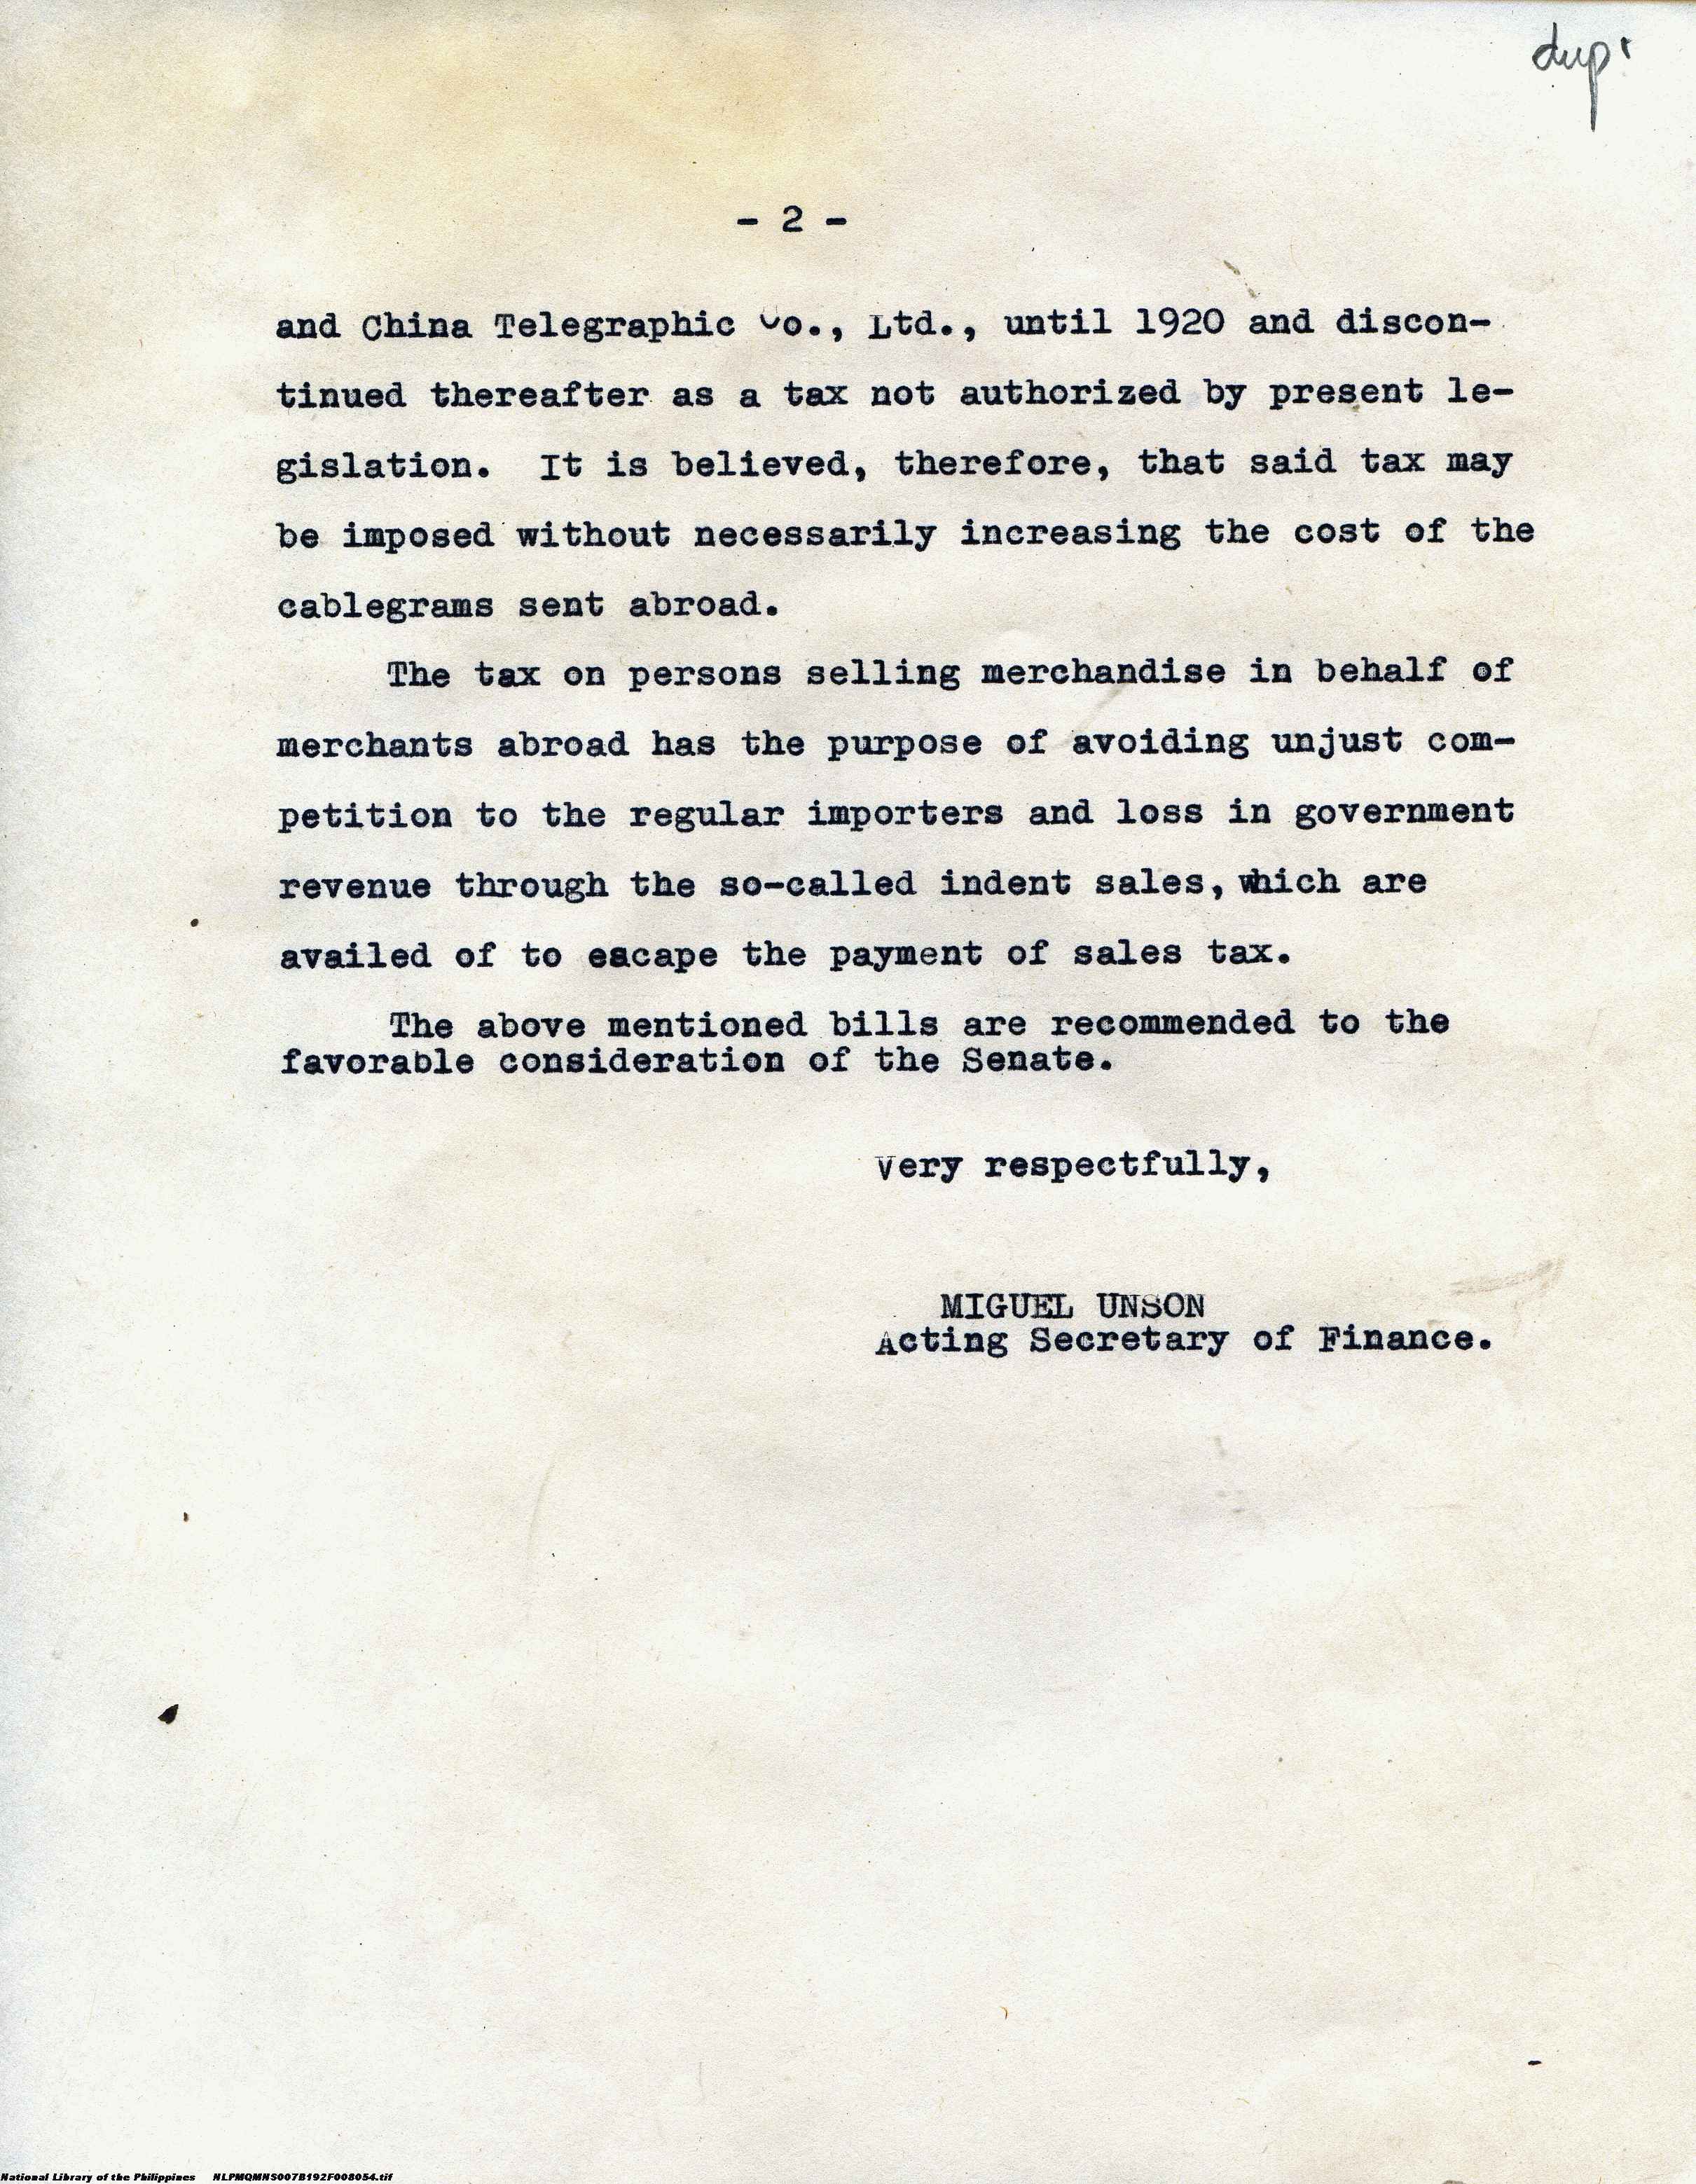 dup.
- 2 -
and China Telegraphic Co., Ltd., until 1920 and discon-
tinued thereafter as a tax not authorized by present le-
gislation.  It is believed, therefore, that said tax may
be imposed without necessarily increasing the cost of the
cablegrams sent abroad.
The tax on persons selling merchandise in behalf of
merchants abroad has the purpose of avoiding unjust com-
petition to the regular importers and loss in government
revenue through the so-called indent sales, which are
availed of to escape the payment of sales tax.
The above mentioned bills are recommended to the
favorable consideration of the Senate.
Very respectfully,
MIGUEL UNSON
Acting Secretary of Finance.
National Library of the Philippines NLPMQMNS007B192F008054.tif